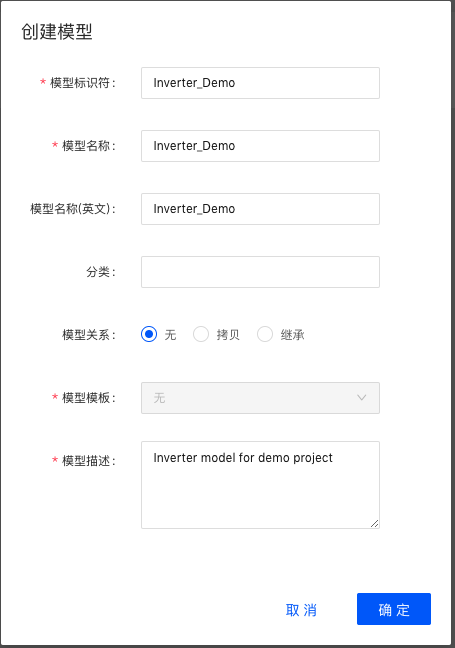 创建模型
* 模型标识符： Inverter_Demo
* 模型名称： Inverter_Demo
模型名称(英文)： Inverter_Demo
分类：
模型关系： 无 拷贝 继承
* 模型模板： 无
* 模型描述： Inverter model for demo project
取消 确定